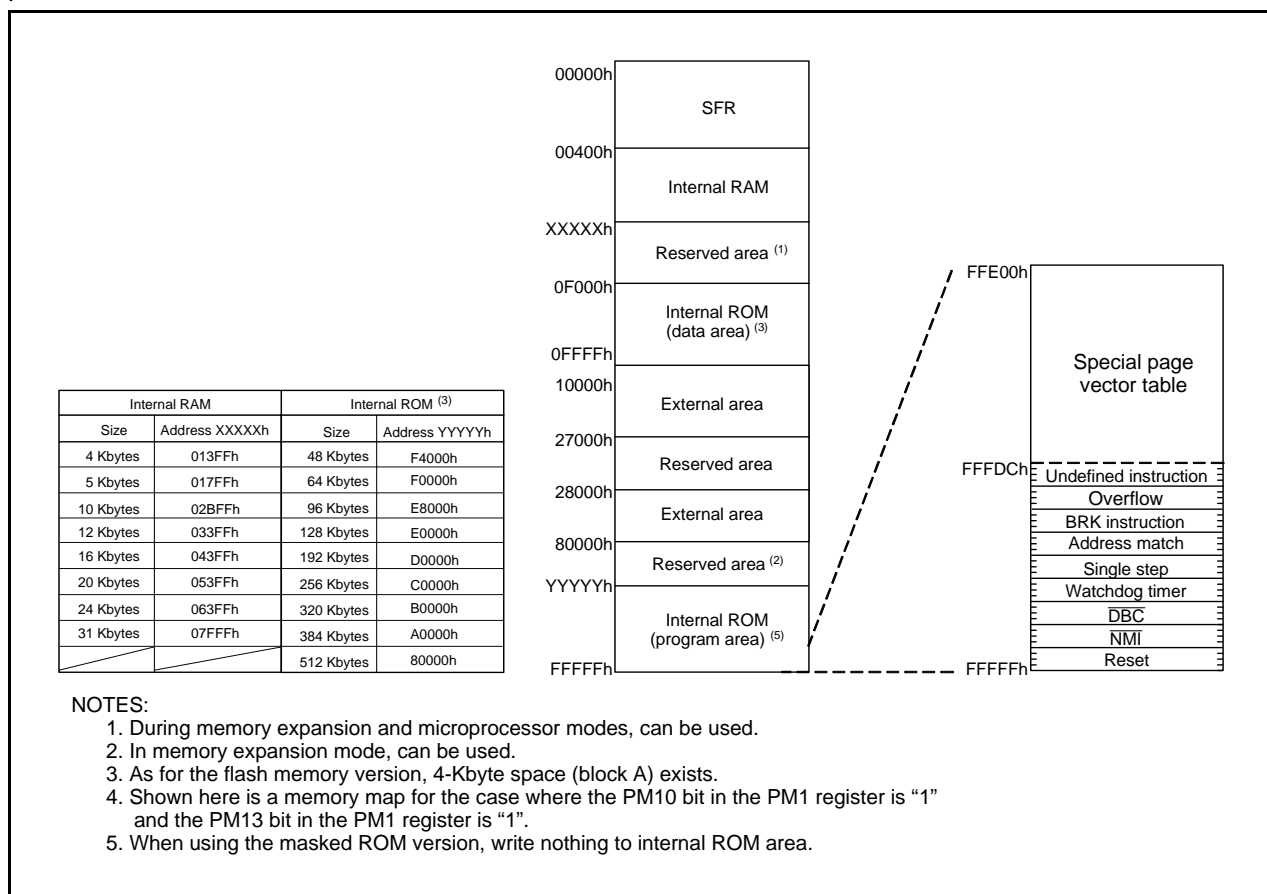 00000h
SFR
00400h
Internal RAM
XXXXXh
Reserved area (1)
0F000h
Internal ROM
(data area) (3)
0FFFFh
10000h
External area
27000h
Reserved area
28000h
External area
80000h
Reserved area (2)
YYYYYh
Internal ROM
(program area) (5)
FFFFFh
FFE00h
Special page
vector table
FFFDCh
Undefined instruction
Overflow
BRK instruction
Address match
Single step
Watchdog timer
DBC
NMI
Reset
FFFFFh
Internal RAM Internal ROM (3)
Size Address XXXXXh Size Address YYYYYh
4 Kbytes 013FFh 48 Kbytes F4000h
5 Kbytes 017FFh 64 Kbytes F0000h
10 Kbytes 02BFFh 96 Kbytes E8000h
12 Kbytes 033FFh 128 Kbytes E0000h
16 Kbytes 043FFh 192 Kbytes D0000h
20 Kbytes 053FFh 256 Kbytes C0000h
24 Kbytes 063FFh 320 Kbytes B0000h
31 Kbytes 07FFFh 384 Kbytes A0000h
512 Kbytes 80000h
NOTES:
1. During memory expansion and microprocessor modes, can be used.
2. In memory expansion mode, can be used.
3. As for the flash memory version, 4-Kbyte space (block A) exists.
4. Shown here is a memory map for the case where the PM10 bit in the PM1 register is “1”
and the PM13 bit in the PM1 register is “1”.
5. When using the masked ROM version, write nothing to internal ROM area.